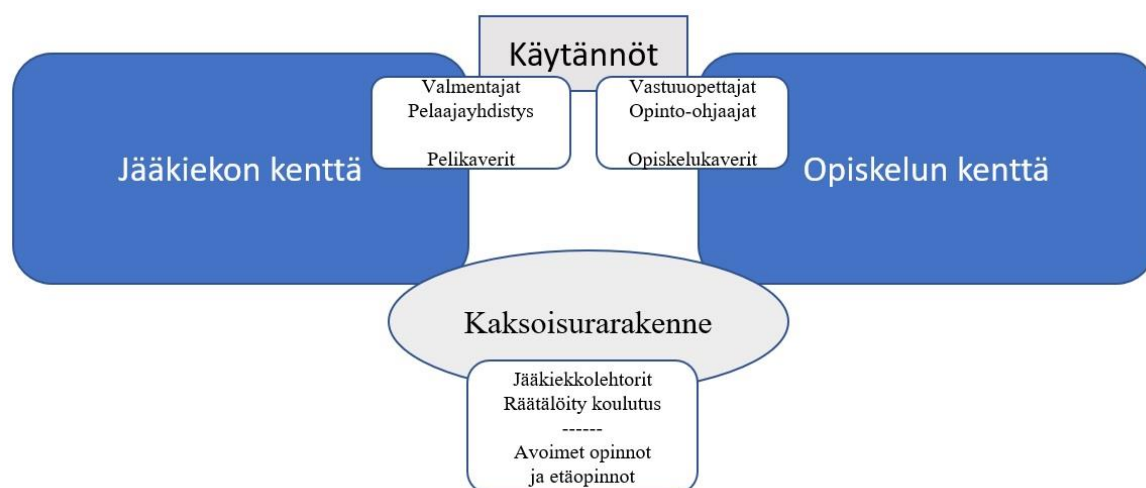 Käytännöt
Jääkiekon kenttä
Valmentajat
Pelaajayhdistys
Pelikaverit
Vastuuopettajat
Opinto-ohjaajat
Opiskelukaverit
Opiskelun kenttä
Kaksoisurarakenne
Jääkiekkolehtorit
Räätälöity koulutus
------
Avoimet opinnot
ja etäopinnot